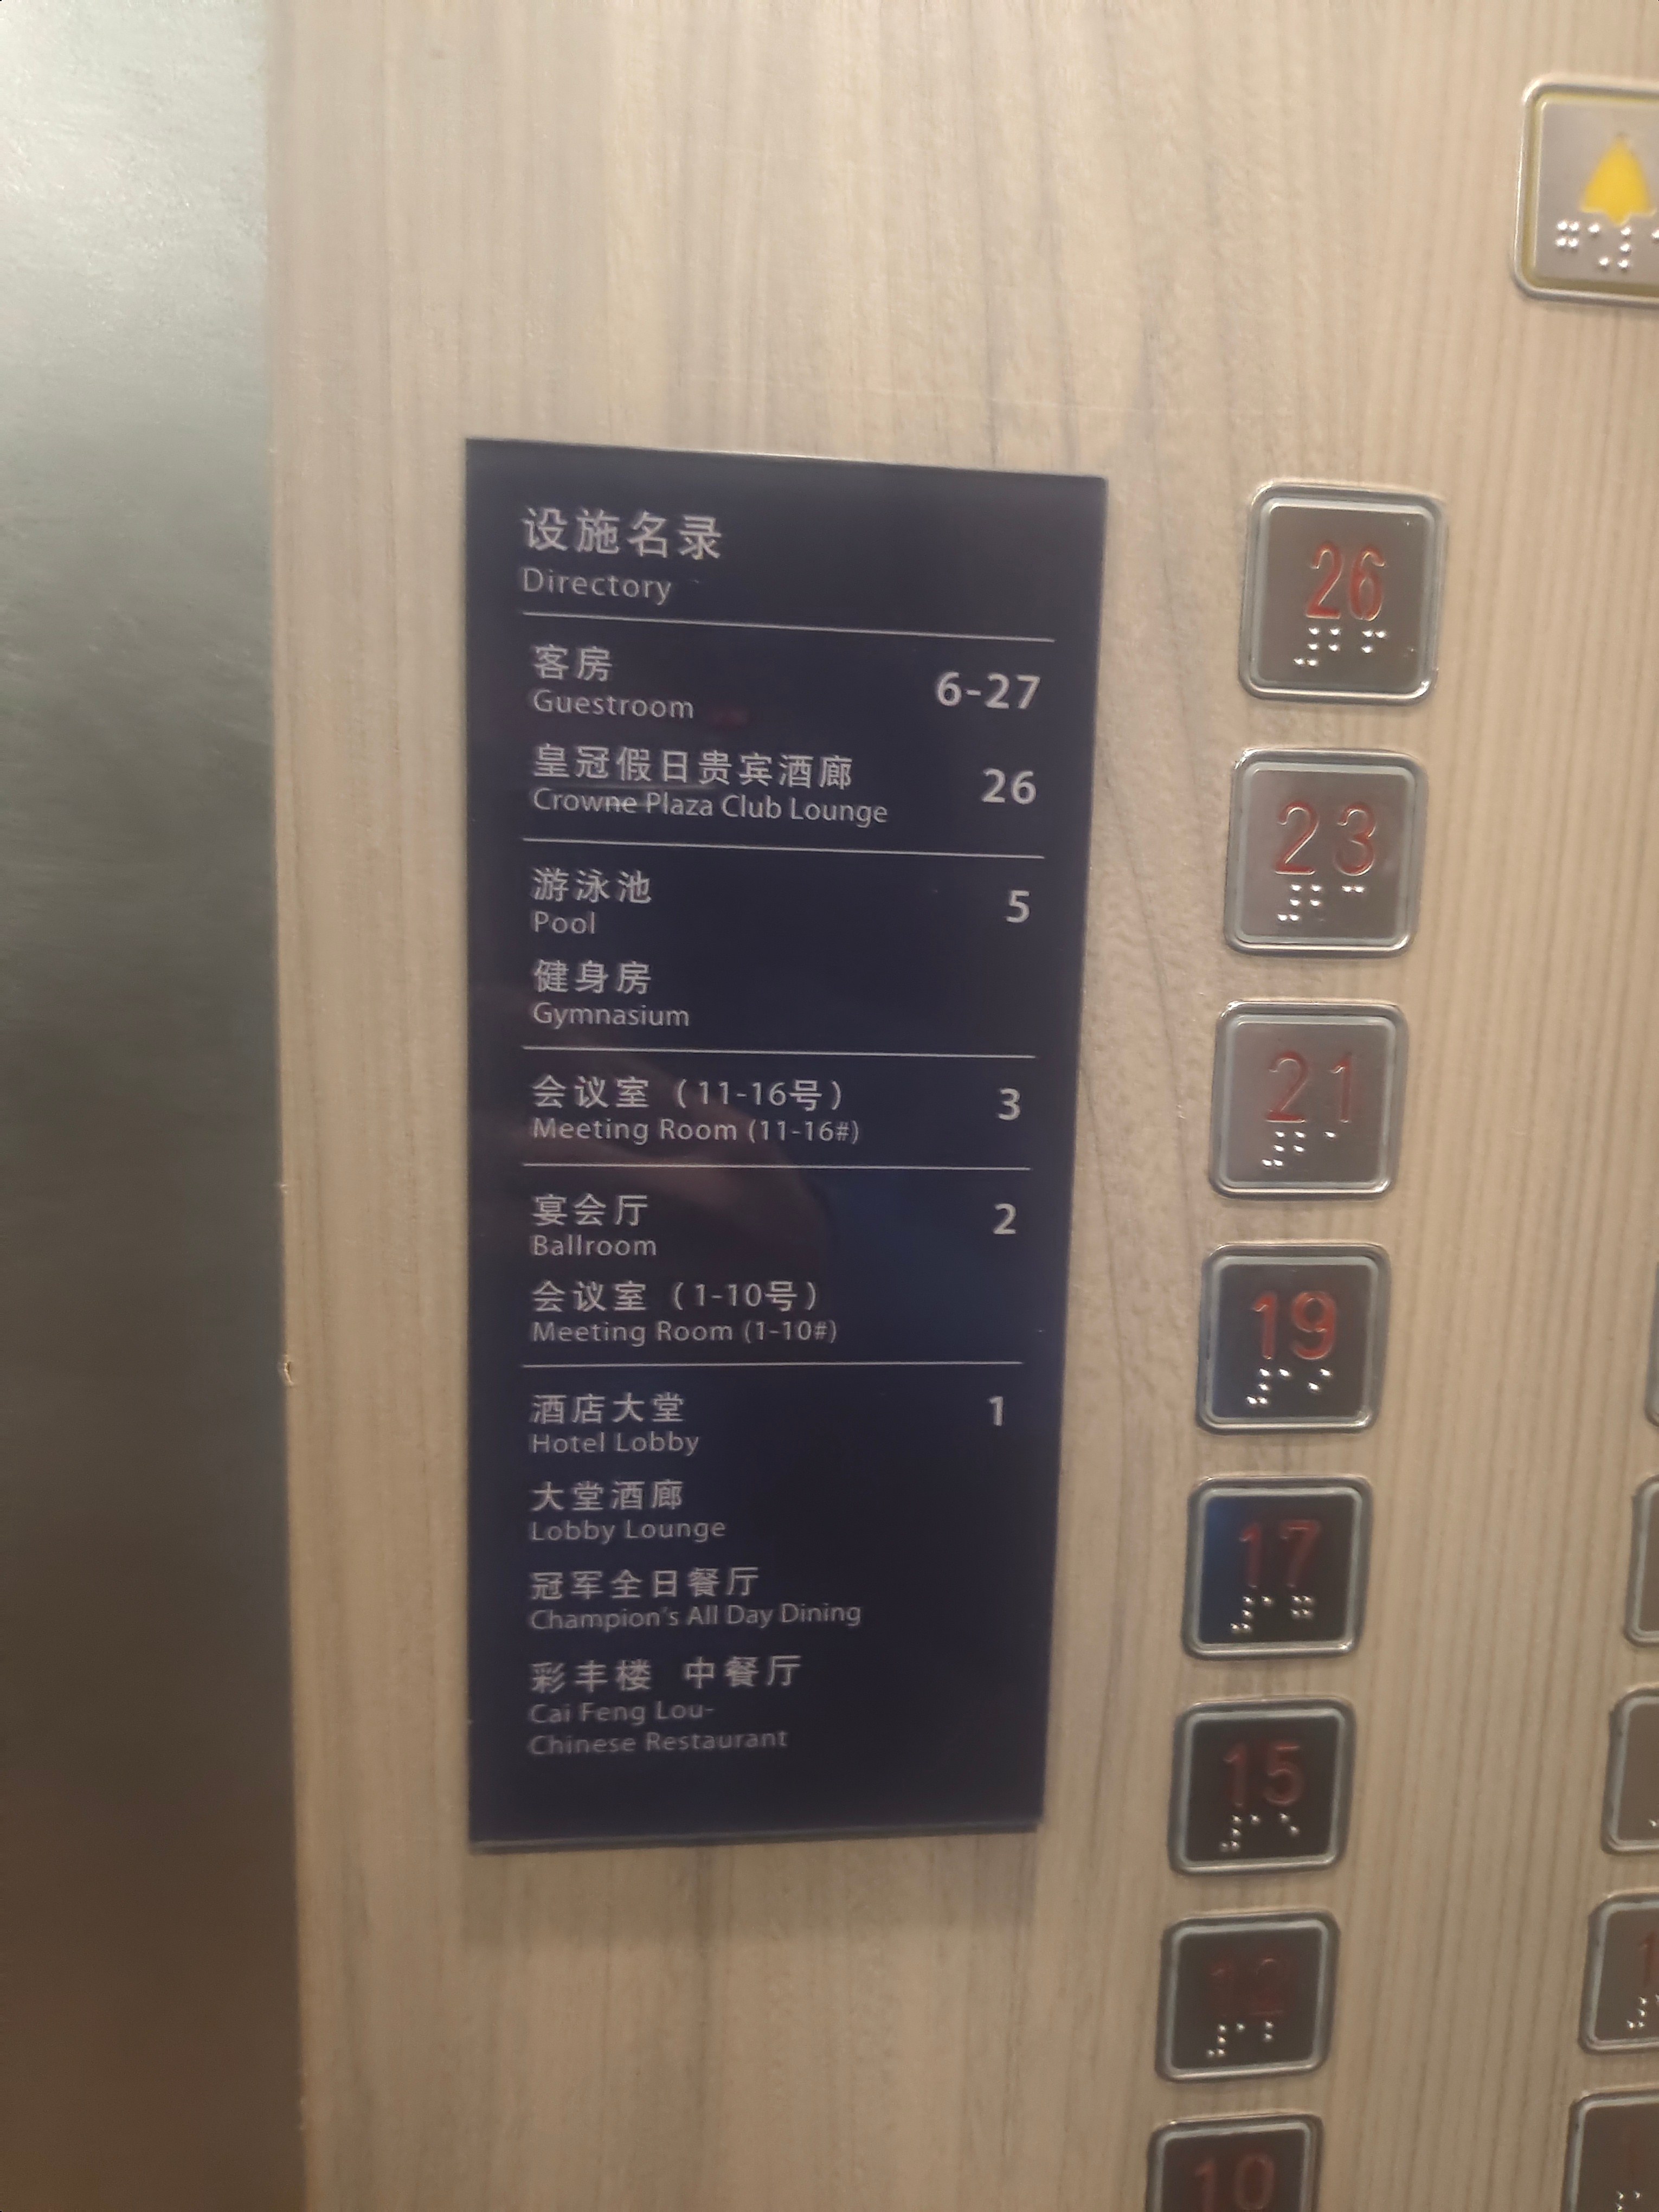 设施名录
Directory
客房
Guestroom
6-27
皇冠假日贵宾酒廊
Crowne Plaza Club Lounge
26
游泳池
Pool
5
健身房
Gymnasium
会议室（11-16号）
Meeting Room (11-16#)
3
宴会厅
Ballroom
2
会议室（1-10号）
Meeting Room (1-10#)
酒店大堂
Hotel Lobby
1
大堂酒廊
Lobby Lounge
冠军全日餐厅
Champion's All Day Dining
彩丰楼 中餐厅
Cai Feng Lou-
Chinese Restaurant
26
23
21
19
17
15
12
10